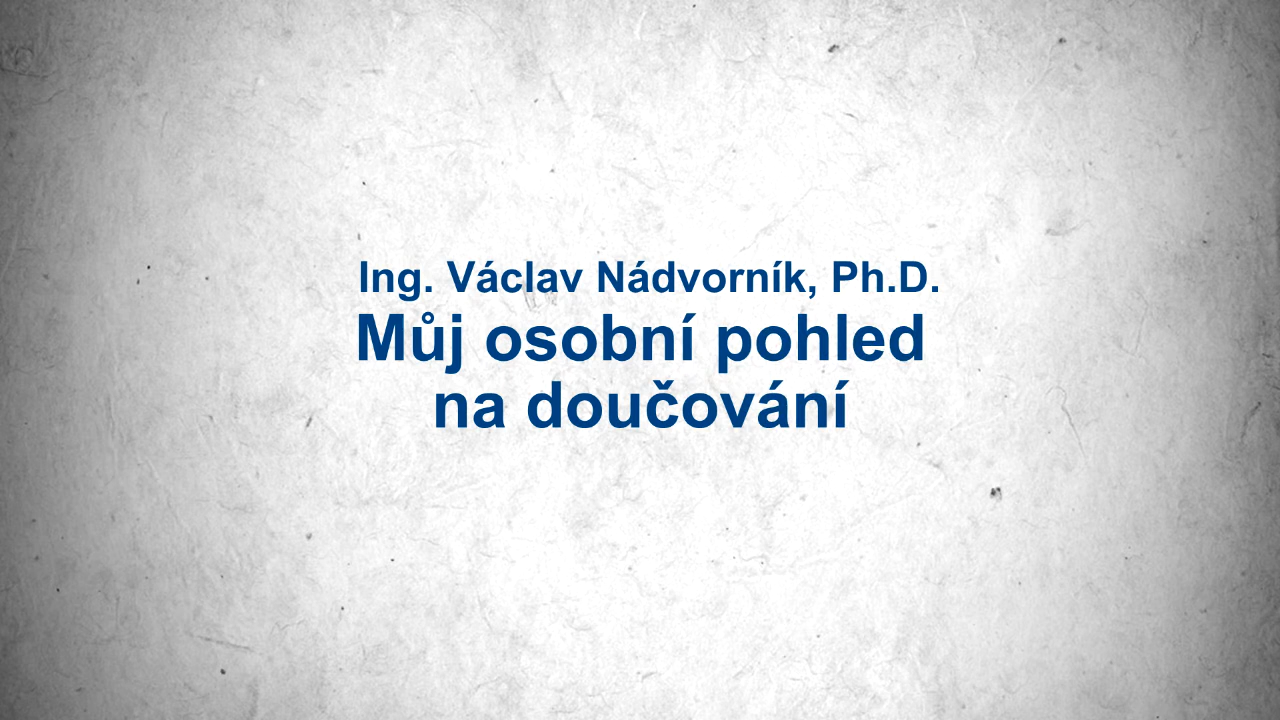 Ing. Václav Nádvorník, Ph.D.
Můj osobní pohled
na doučování